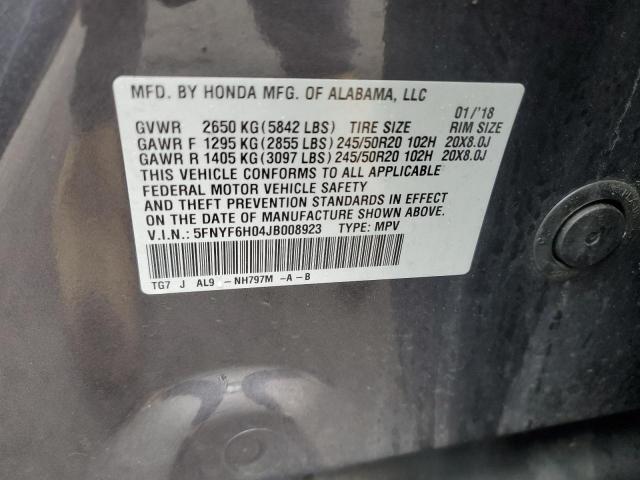 MFD. BY HONDA MFG. OF ALABAMA, LLC
01/'18
GVWR 2650 KG(5842 LBS) TIRE SIZE RIM SIZE
GAWR F 1295 KG(2855 LBS)245/50R20 102H 20X8.0J
GAWR R 1405 KG(3097 LBS)245/50R20 102H 20X8.0J
THIS VEHICLE CONFORMS TO ALL APPLICABLE
FEDERAL MOTOR VEHICLE SAFETY
AND THEFT PREVENTION STANDARDS IN EFFECT
ON THE DATE OF MANUFACTURE SHOWN ABOVE.
V.I.N.:5FNYF6H04JB008923 TYPE: MPV
TG7 J AL9 -NH797M -A-B